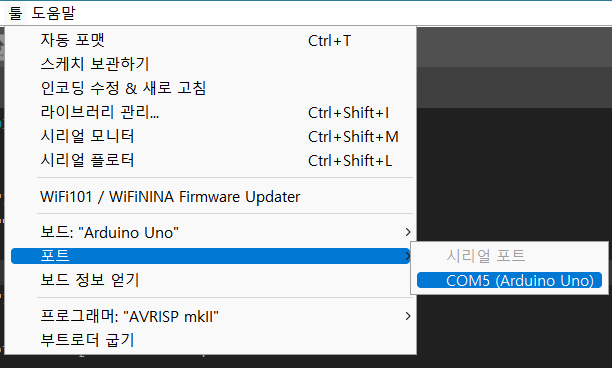 툴 도움말
자동 포맷 Ctrl+T
스케치 보관하기
인코딩 수정 & 새로 고침
라이브러리 관리... Ctrl+Shift+I
시리얼 모니터 Ctrl+Shift+M
시리얼 플로터 Ctrl+Shift+L
WiFi101 / WiFiNINA Firmware Updater
보드: "Arduino Uno"
포트
시리얼 포트
COM5 (Arduino Uno)
보드 정보 얻기
프로그래머: "AVRISP mkII"
부트로더 굽기